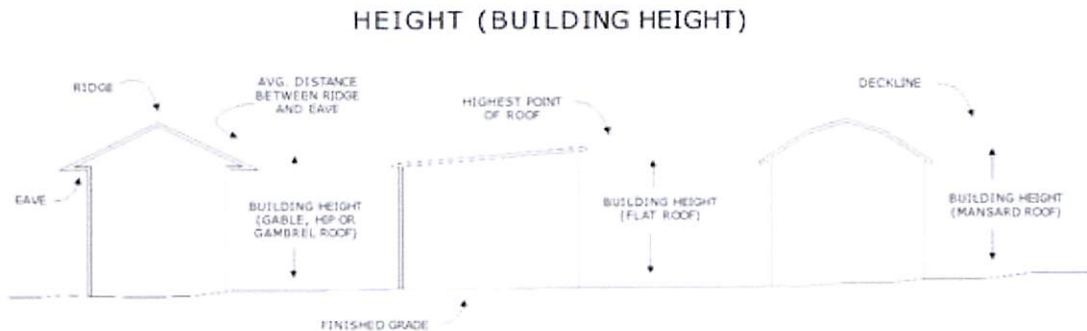 HEIGHT (BUILDING HEIGHT)
RIDGE
AVG. DISTANCE
BETWEEN RIDGE
AND EAVE
HIGHEST POINT
OF ROOF
DECKLINE
EAVE
BUILDING HEIGHT
(GABLE, HIP OR
GAMBREL ROOF)
BUILDING HEIGHT
(FLAT ROOF)
BUILDING HEIGHT
(MANSARD ROOF)
FINISHED GRADE